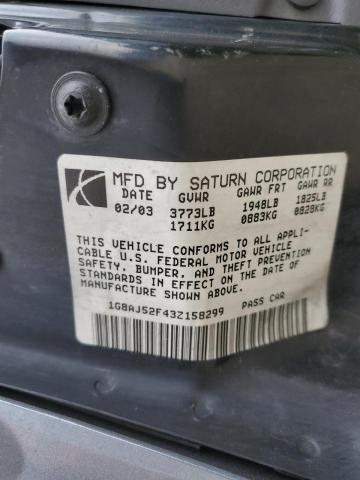 MFD BY SATURN CORPORATION
DATE GVWR GAWR FRT GAWR RR
02/03 3773LB 1948LB 1825LB
1711KG 0883KG 0828KG
THIS VEHICLE CONFORMS TO ALL APPLI-
CABLE U.S. FEDERAL MOTOR VEHICLE
SAFETY, BUMPER, AND THEFT PREVENTION
STANDARDS IN EFFECT ON THE DATE OF
MANUFACTURE SHOWN ABOVE.
1G8AJ52F43Z158299 PASS CAR